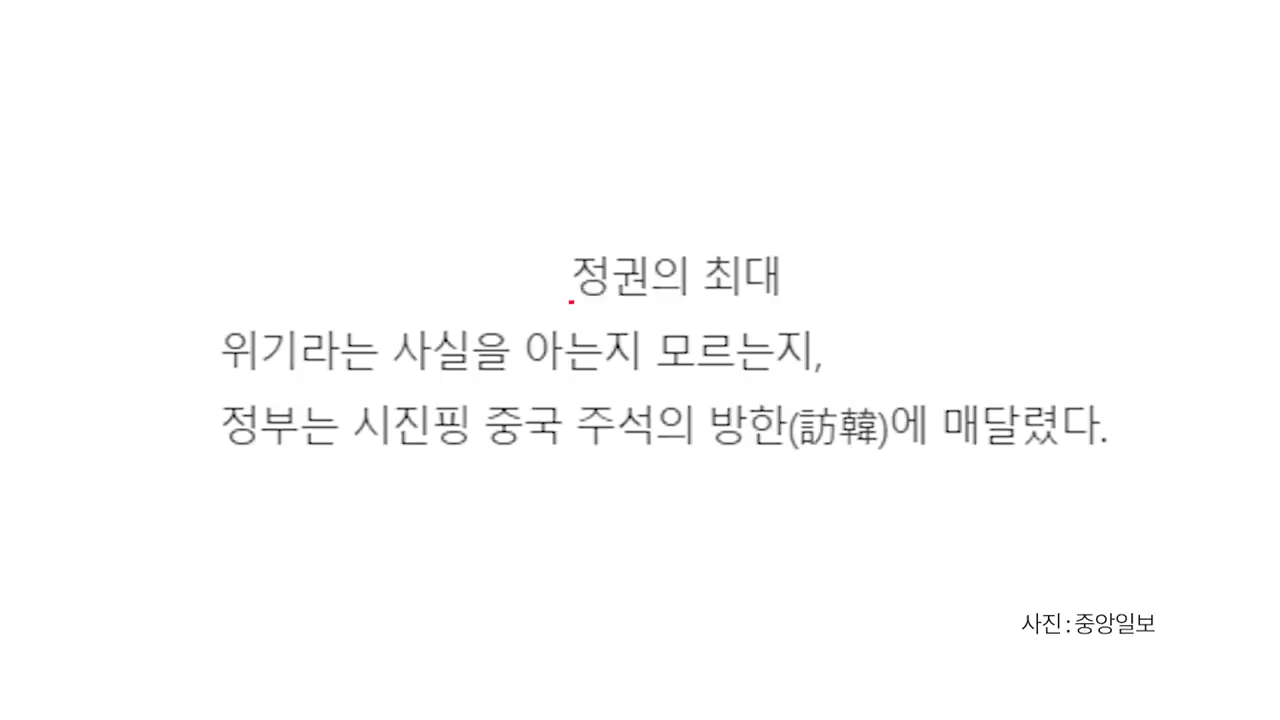 정권의 최대
위기라는 사실을 아는지 모르는지,
정부는 시진핑 중국 주석의 방한(訪韓)에 매달렸다.
사진 : 중앙일보